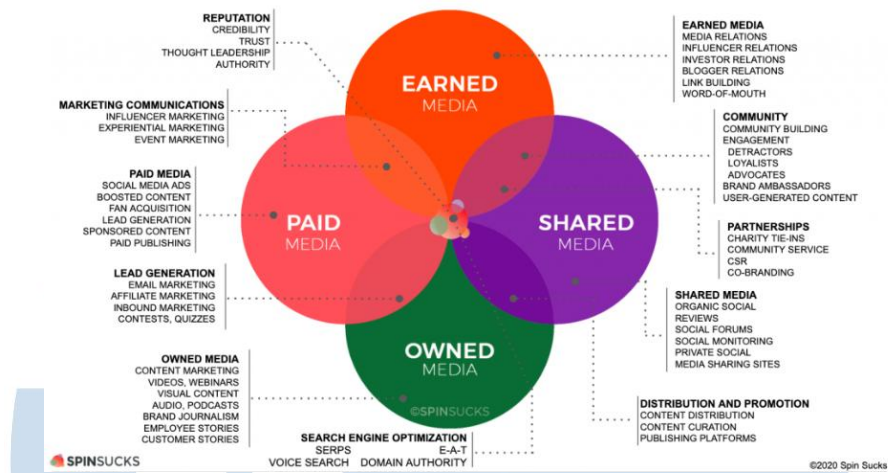 REPUTATION
CREDIBILITY
TRUST
THOUGHT LEADERSHIP
AUTHORITY
MARKETING COMMUNICATIONS
INFLUENCER MARKETING
EXPERIENTIAL MARKETING
EVENT MARKETING
PAID MEDIA
SOCIAL MEDIA ADS
BOOSTED CONTENT
FAN ACQUISITION
LEAD GENERATION
SPONSORED CONTENT
PAID PUBLISHING
LEAD GENERATION
EMAIL MARKETING
AFFILIATE MARKETING
INBOUND MARKETING
CONTESTS, QUIZZES
OWNED MEDIA
CONTENT MARKETING
VIDEOS, WEBINARS
VISUAL CONTENT
AUDIO, PODCASTS
BRAND JOURNALISM
EMPLOYEE STORIES
CUSTOMER STORIES
EARNED
MEDIA
PAID
MEDIA
SHARED
MEDIA
OWNED
MEDIA
©SPINSUCKS
SEARCH ENGINE OPTIMIZATION
SERPS E-A-T
VOICE SEARCH DOMAIN AUTHORITY
EARNED MEDIA
MEDIA RELATIONS
INFLUENCER RELATIONS
INVESTOR RELATIONS
BLOGGER RELATIONS
LINK BUILDING
WORD-OF-MOUTH
COMMUNITY
COMMUNITY BUILDING
ENGAGEMENT
DETRACTORS
LOYALISTS
ADVOCATES
BRAND AMBASSADORS
USER-GENERATED CONTENT
PARTNERSHIPS
CHARITY TIE-INS
COMMUNITY SERVICE
CSR
CO-BRANDING
SHARED MEDIA
ORGANIC SOCIAL
REVIEWS
SOCIAL FORUMS
SOCIAL MONITORING
PRIVATE SOCIAL
MEDIA SHARING SITES
DISTRIBUTION AND PROMOTION
CONTENT DISTRIBUTION
CONTENT CURATION
PUBLISHING PLATFORMS
SPINSUCKS
©2020 Spin Sucks